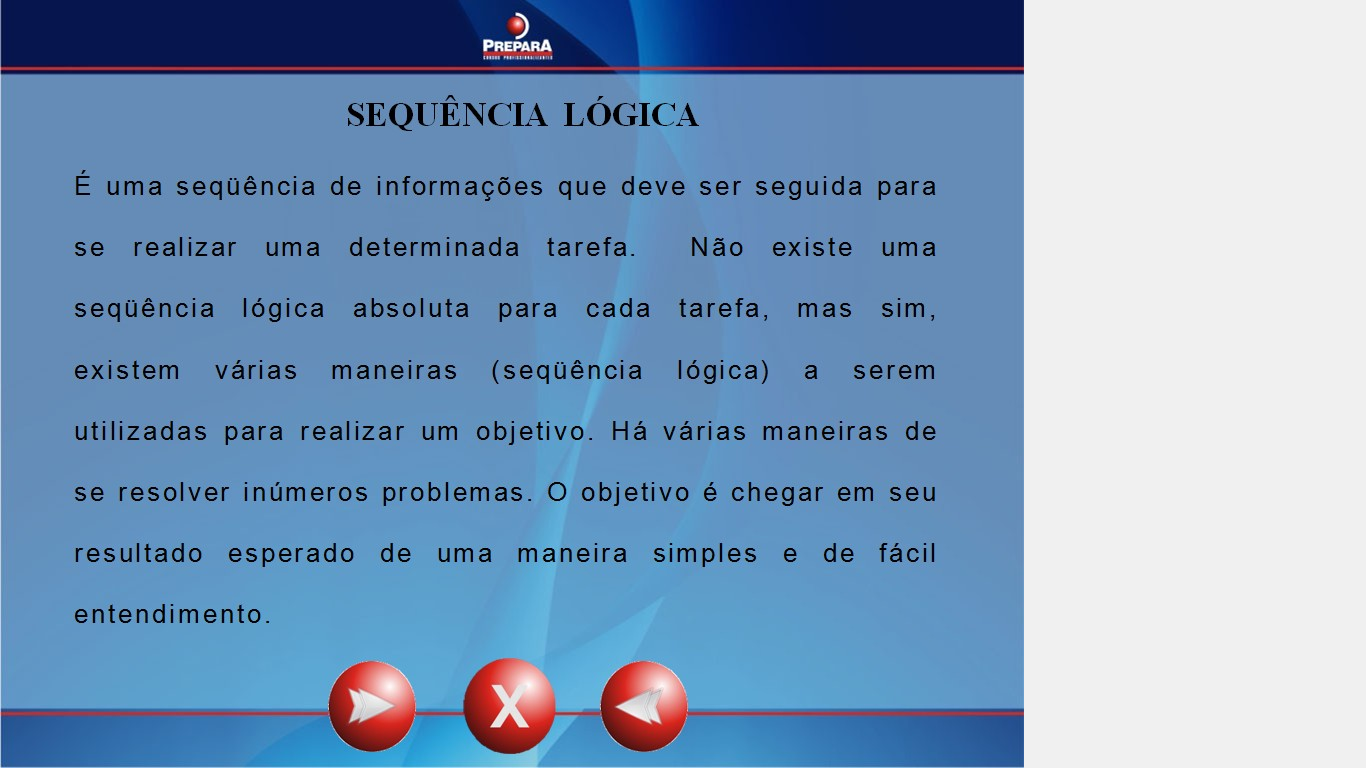 PREPARA
CURSOS PROFISSIONALIZANTES
SEQUÊNCIA LÓGICA
É uma seqüência de informações que deve ser seguida para
se realizar uma determinada tarefa. Não existe uma
seqüência lógica absoluta para cada tarefa, mas sim,
existem várias maneiras (seqüência lógica) a serem
utilizadas para realizar um objetivo. Há várias maneiras de
se resolver inúmeros problemas. O objetivo é chegar em seu
resultado esperado de uma maneira simples e de fácil
entendimento.
X